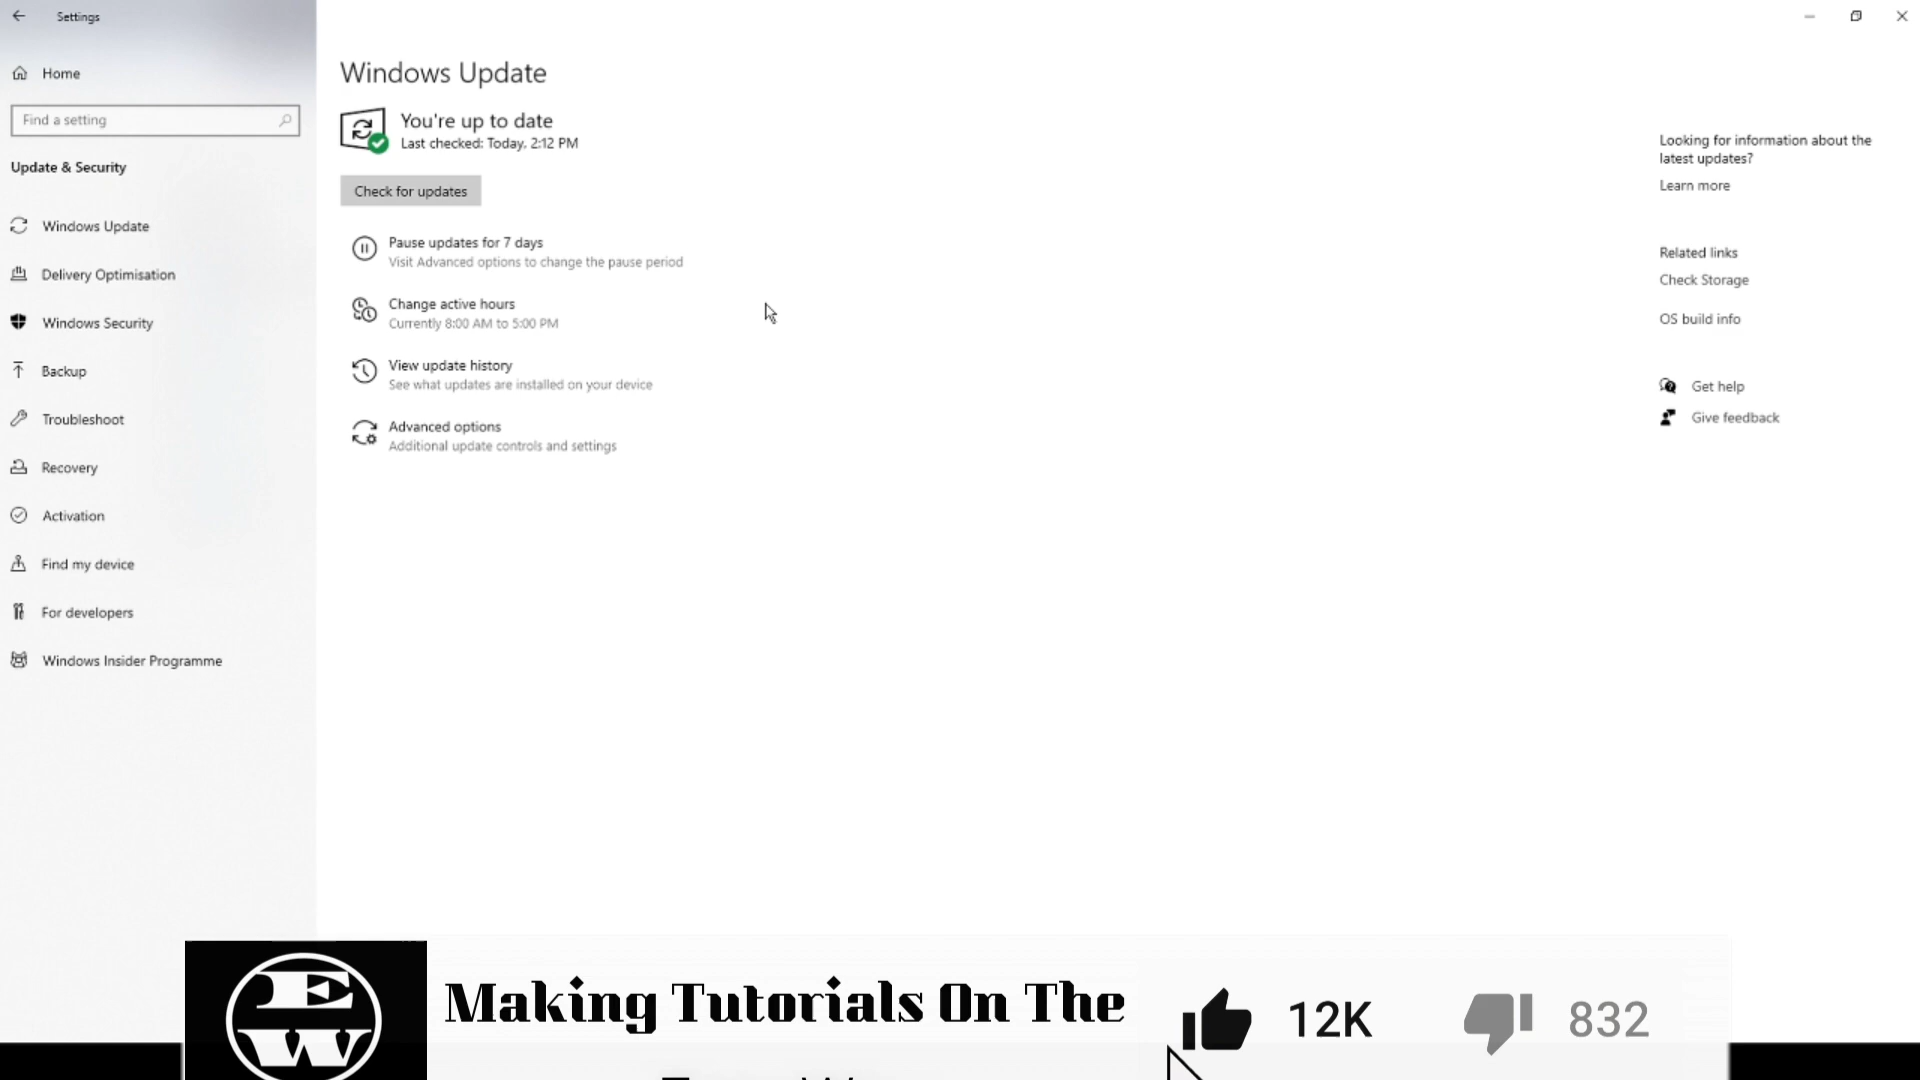 Settings
Home
Find a setting
Update & Security
Windows Update
Delivery Optimisation
Windows Security
Backup
Troubleshoot
Recovery
Activation
Find my device
For developers
Windows Insider Programme
Windows Update
You're up to date
Last checked: Today, 2:12 PM
Check for updates
Pause updates for 7 days
Visit Advanced options to change the pause period
Change active hours
Currently 8:00 AM to 5:00 PM
View update history
See what updates are installed on your device
Advanced options
Additional update controls and settings
Looking for information about the
latest updates?
Learn more
Related links
Check Storage
OS build info
Get help
Give feedback
EW
Making Tutorials On The
12K
832